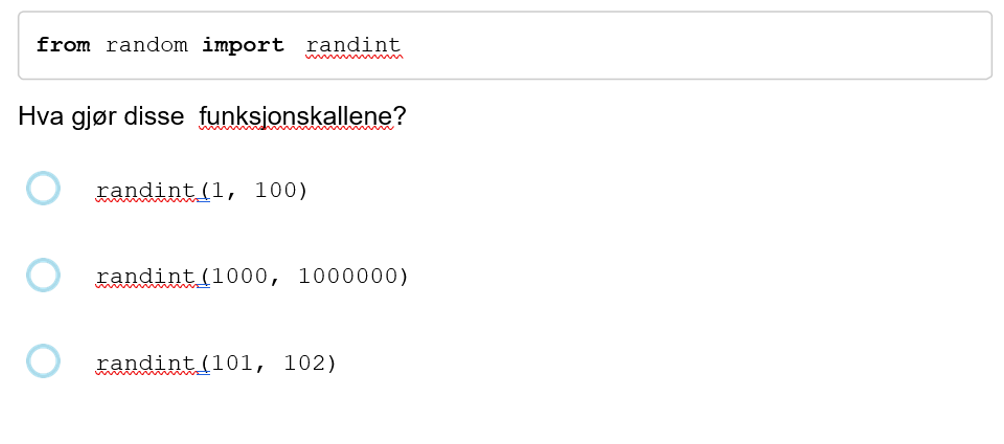 from random import randint
Hva gjør disse funksjonskallene?
randint(1, 100)
randint(1000, 1000000)
randint(101, 102)